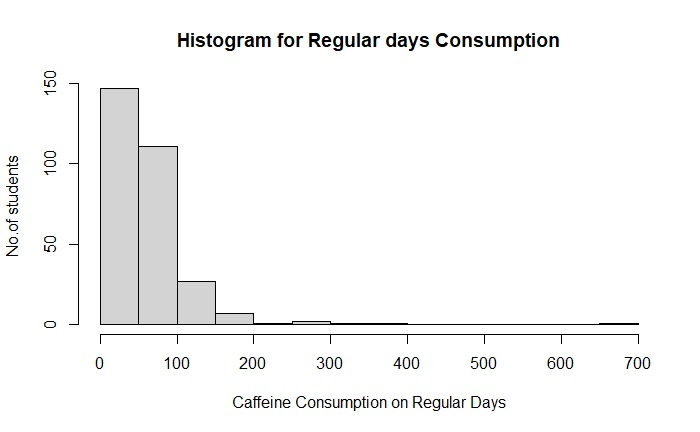 Histogram for Regular days Consumption
No.of students
150
100
50
0
0 100 200 300 400 500 600 700
Caffeine Consumption on Regular Days